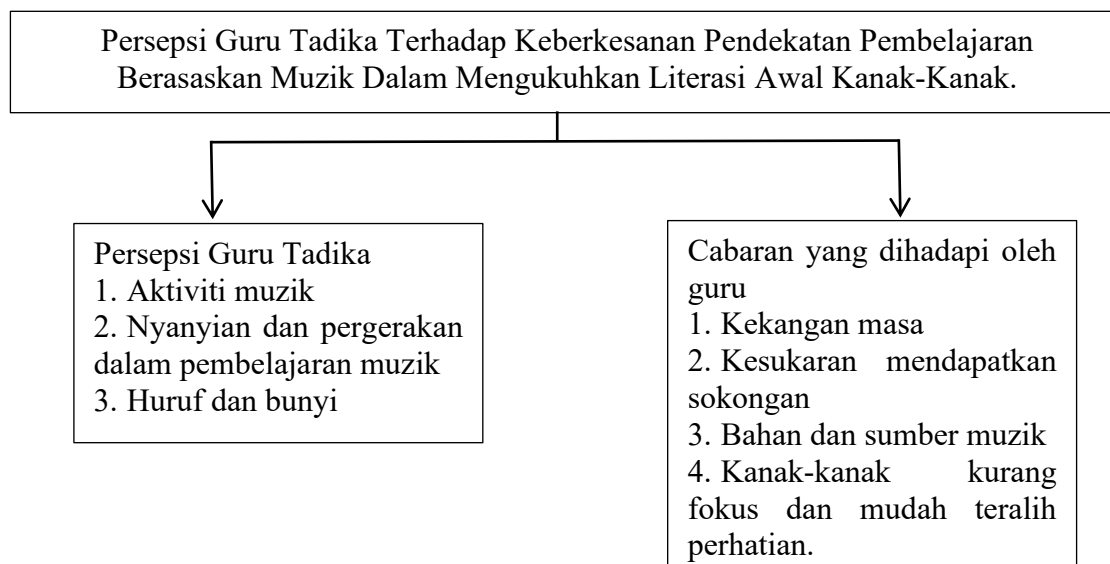 Persepsi Guru Tadika Terhadap Keberkesanan Pendekatan Pembelajaran
Berasaskan Muzik Dalam Mengukuhkan Literasi Awal Kanak-Kanak.
Persepsi Guru Tadika
1. Aktiviti muzik
2. Nyanyian dan pergerakan
dalam pembelajaran muzik
3. Huruf dan bunyi
Cabaran yang dihadapi oleh
guru
1. Kekangan masa
2. Kesukaran mendapatkan
sokongan
3. Bahan dan sumber muzik
4. Kanak-kanak kurang
fokus dan mudah teralih
perhatian.